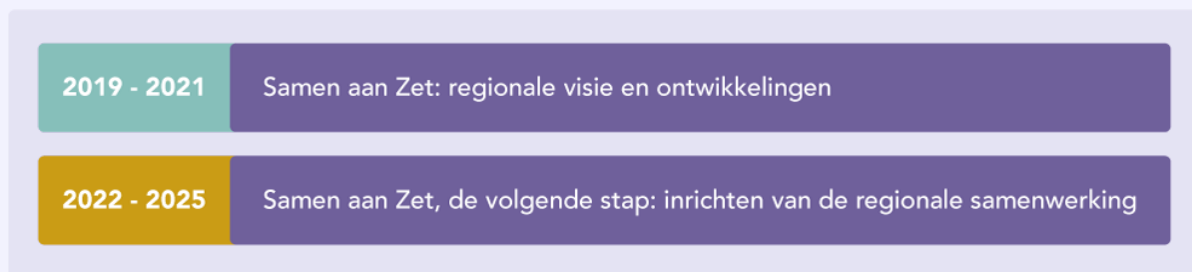 2019 - 2021 Samen aan Zet: regionale visie en ontwikkelingen
2022 - 2025 Samen aan Zet, de volgende stap: inrichten van de regionale samenwerking